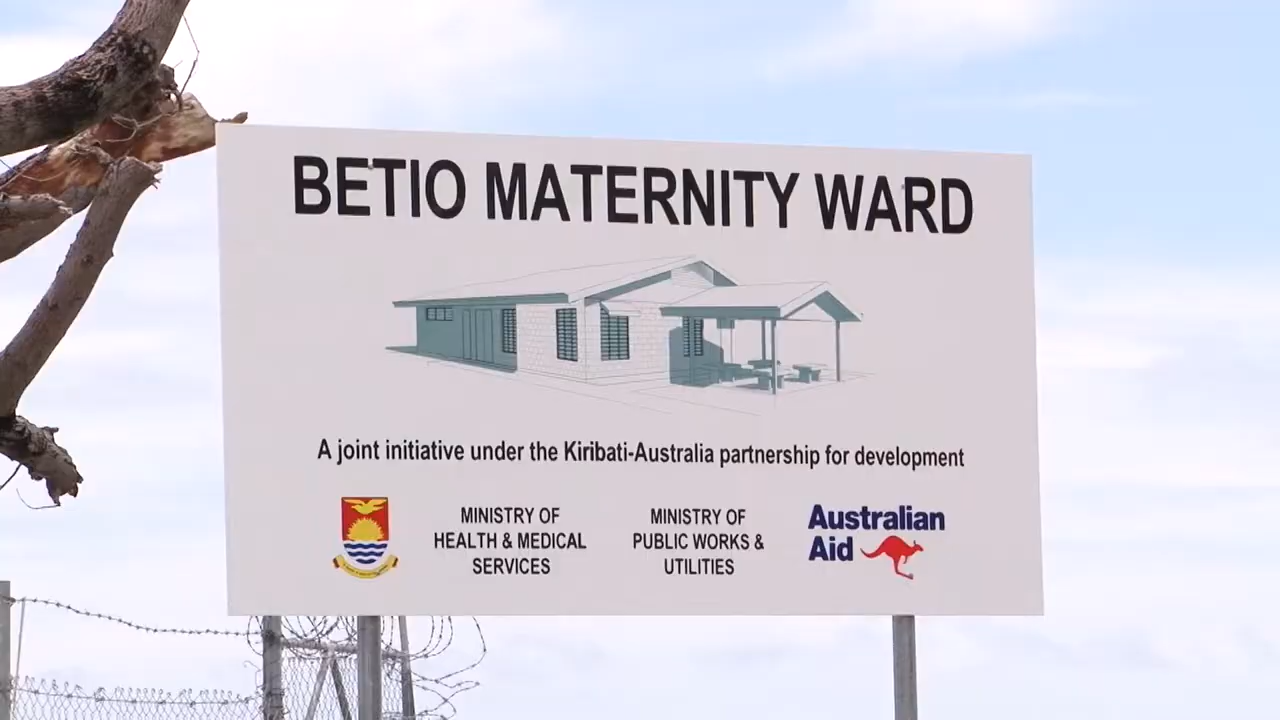 BETIO MATERNITY WARD
A joint initiative under the Kiribati-Australia partnership for development
MINISTRY OF
HEALTH & MEDICAL
SERVICES
MINISTRY OF
PUBLIC WORKS &
UTILITIES
Australian
Aid